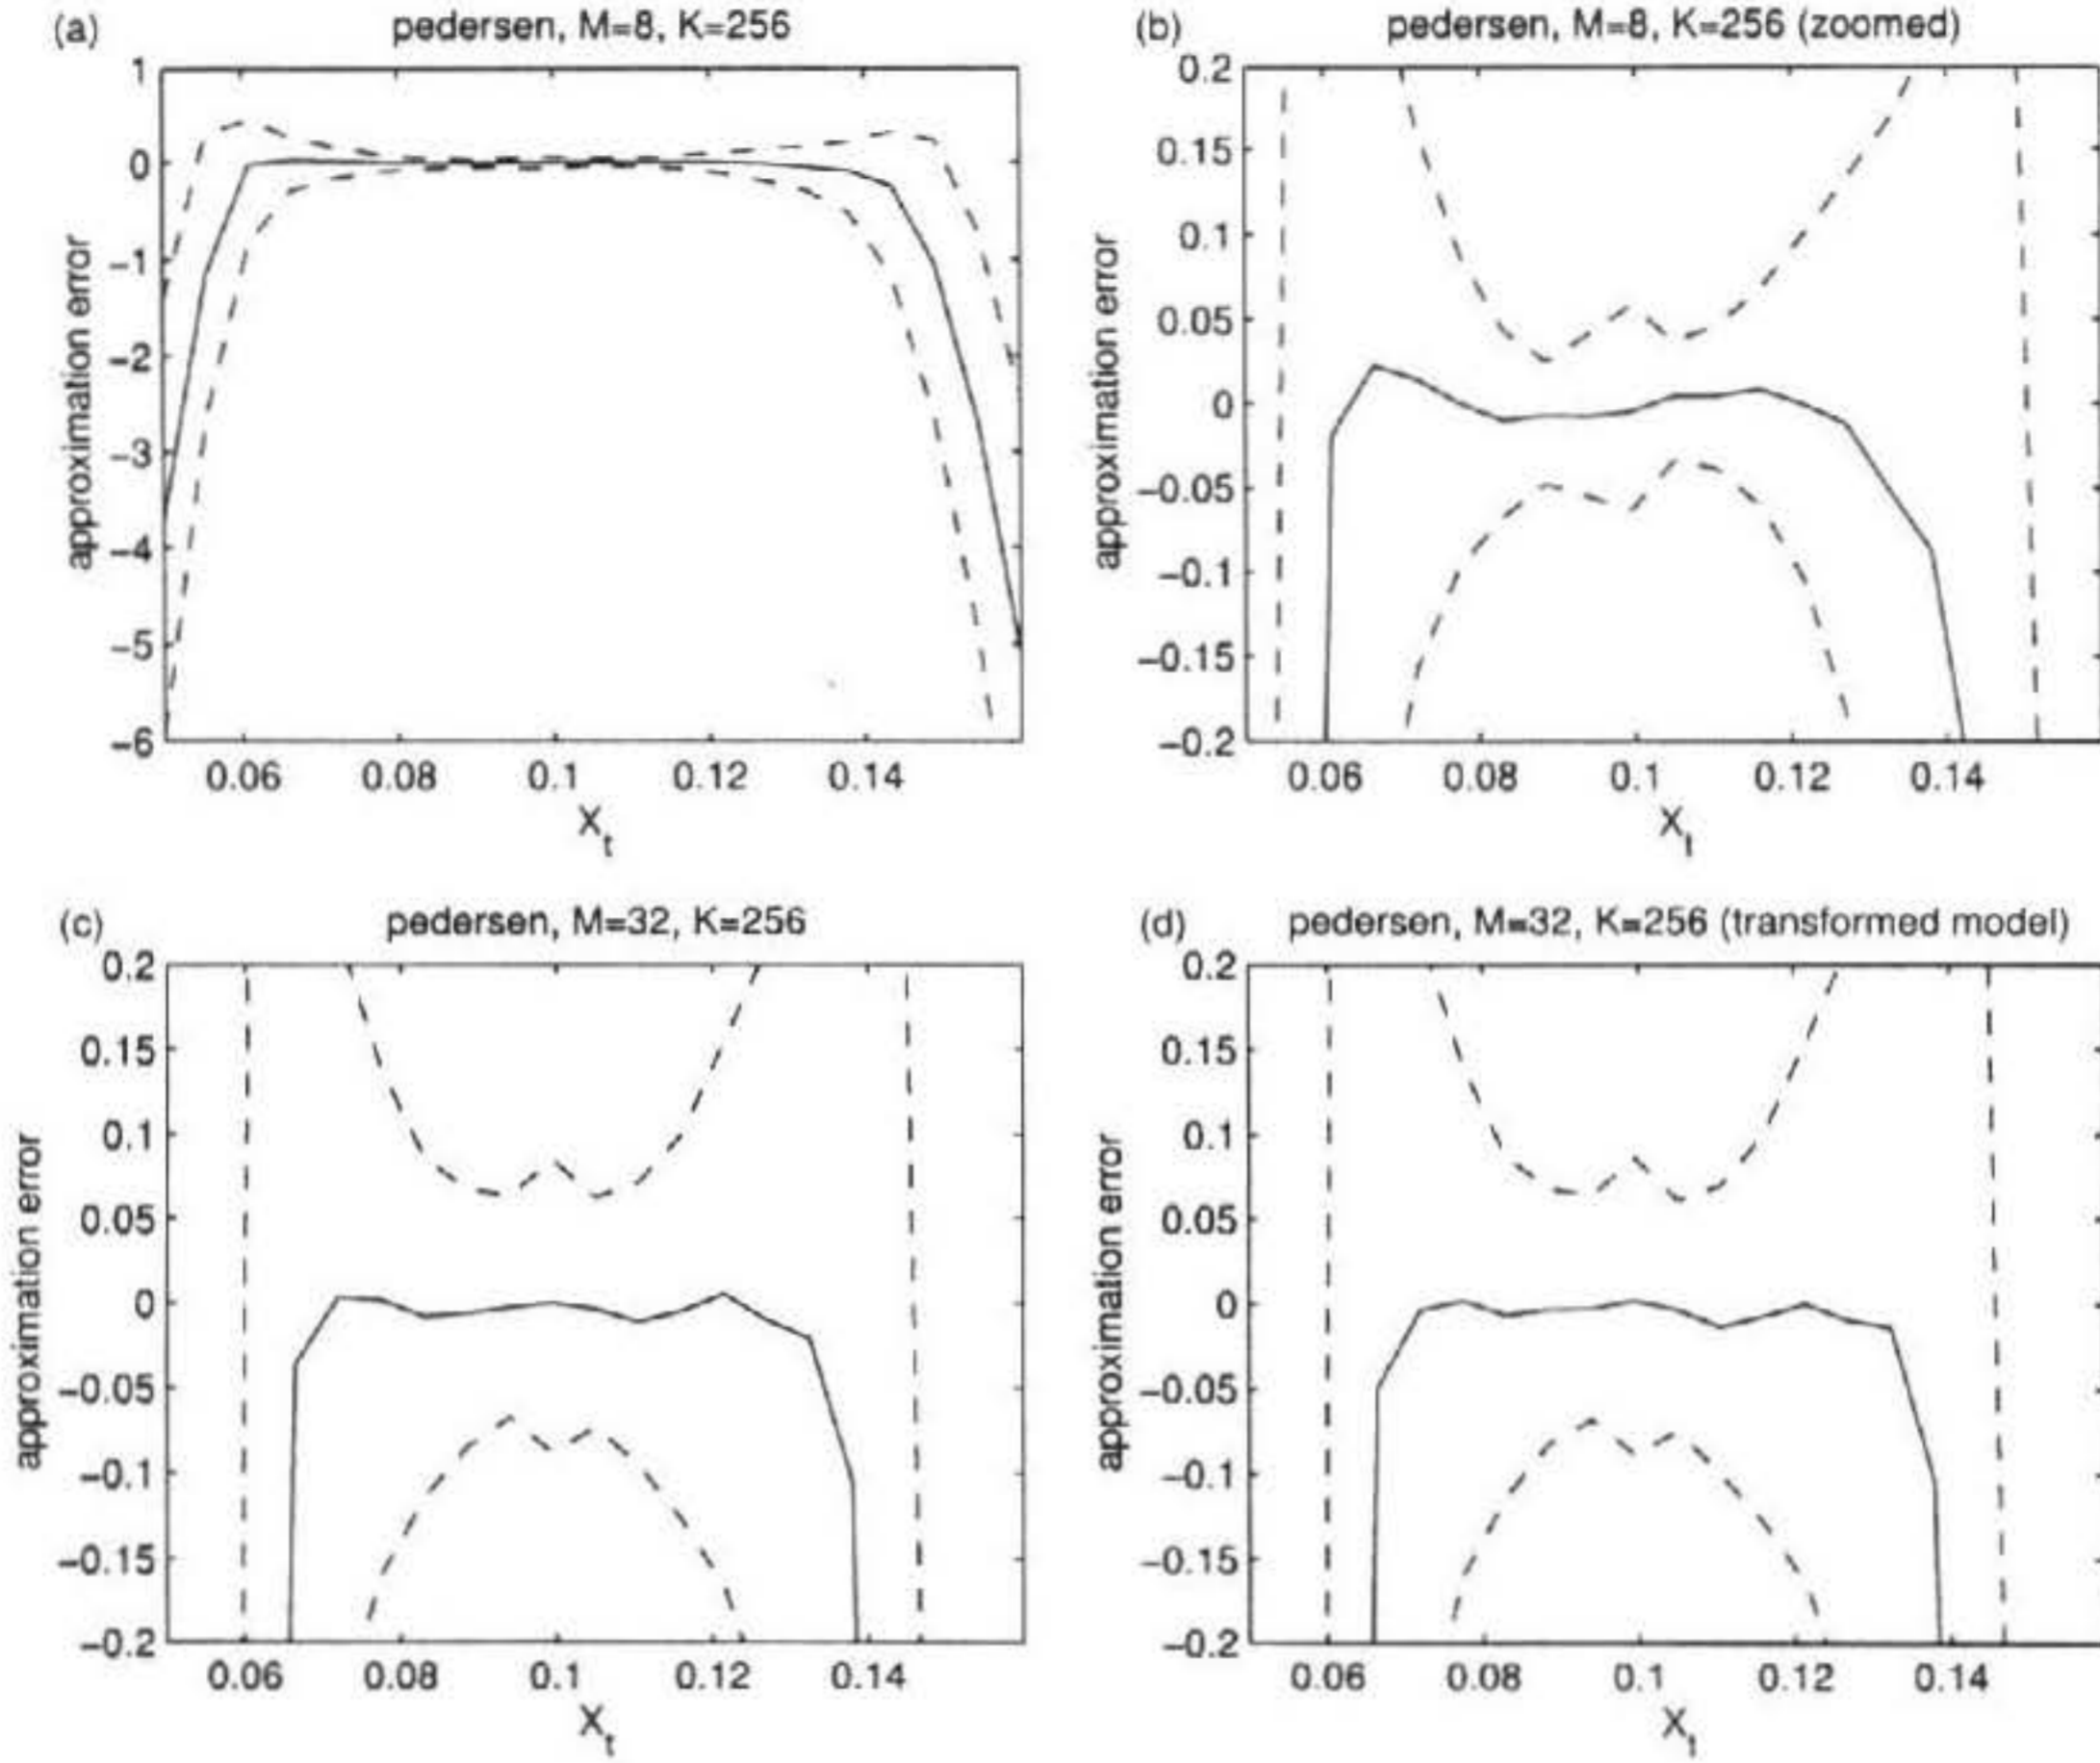 (a) pedersen, M=8, K=256
1
0
−1
−2
−3
−4
−5
−6
approximation error
0.06 0.08 0.1 0.12 0.14
Xt
(b) pedersen, M=8, K=256 (zoomed)
0.2
0.15
0.1
0.05
0
−0.05
−0.1
−0.15
−0.2
approximation error
0.06 0.08 0.1 0.12 0.14
Xt
(c) pedersen, M=32, K=256
0.2
0.15
0.1
0.05
0
−0.05
−0.1
−0.15
−0.2
approximation error
0.06 0.08 0.1 0.12 0.14
Xt
(d) pedersen, M=32, K=256 (transformed model)
0.2
0.15
0.1
0.05
0
−0.05
−0.1
−0.15
−0.2
approximation error
0.06 0.08 0.1 0.12 0.14
Xt